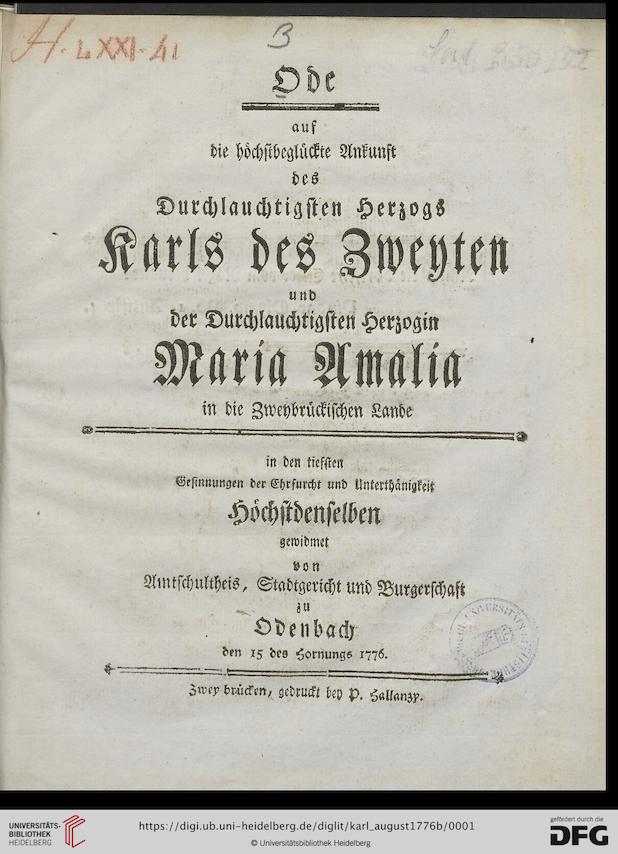 H. LXXI. 41
3
Ode
auf
die höchstbeglückte Ankunft
des
Durchlauchtigsten Herzogs
Karls des Zweyten
und
der Durchlauchtigsten Herzogin
Maria Amalia
in die Zweybrückischen Lande
in den tiefsten
Gesinnungen der Ehrfurcht und Unterthänigkeit
Höchstdenselben
gewidmet
von
Amtschultheis, Stadtgericht und Burgerschaft
zu
Odenbach
den 15 des Hornungs 1776.
Zweybrücken, gedruckt bey P. Hallanzy.
UNIVERSITÄTS-
BIBLIOTHEK
HEIDELBERG
https://digi.ub.uni-heidelberg.de/diglit/karl_august1776b/0001
© Universitätsbibliothek Heidelberg
gefördert durch die
DFG